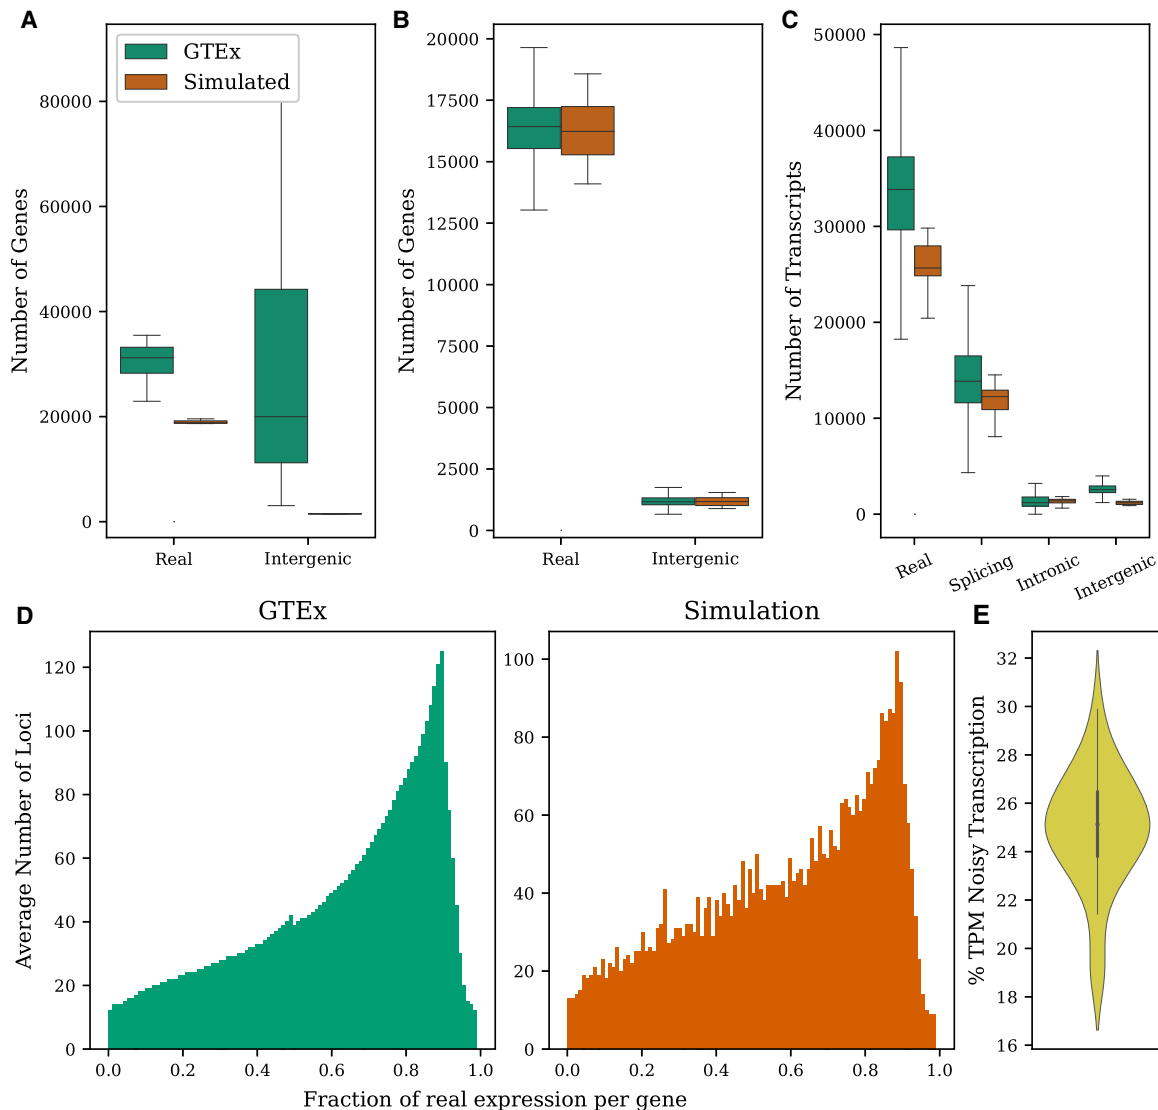 A
GTEx
Simulated
Number of Genes
80000
60000
40000
20000
0
Real
Intergenic
B
Number of Genes
20000
17500
15000
12500
10000
7500
5000
2500
0
Real
Intergenic
C
Number of Transcripts
50000
40000
30000
20000
10000
0
Real
Splicing
Intronic
Intergenic
D
GTEx
Average Number of Loci
120
100
80
60
40
20
0
0.0 0.2 0.4 0.6 0.8 1.0
Simulation
100
80
60
40
20
0
0.0 0.2 0.4 0.6 0.8 1.0
Fraction of real expression per gene
E
% TPM Noisy Transcription
32
30
28
26
24
22
20
18
16